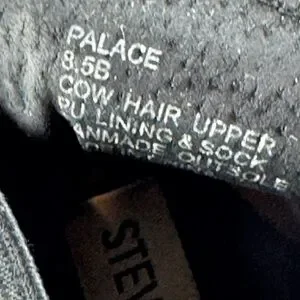 PALACE
8.5B
COW HAIR UPPER
PU LINING & SOCK
ANMADE OUTSOLE
STEV